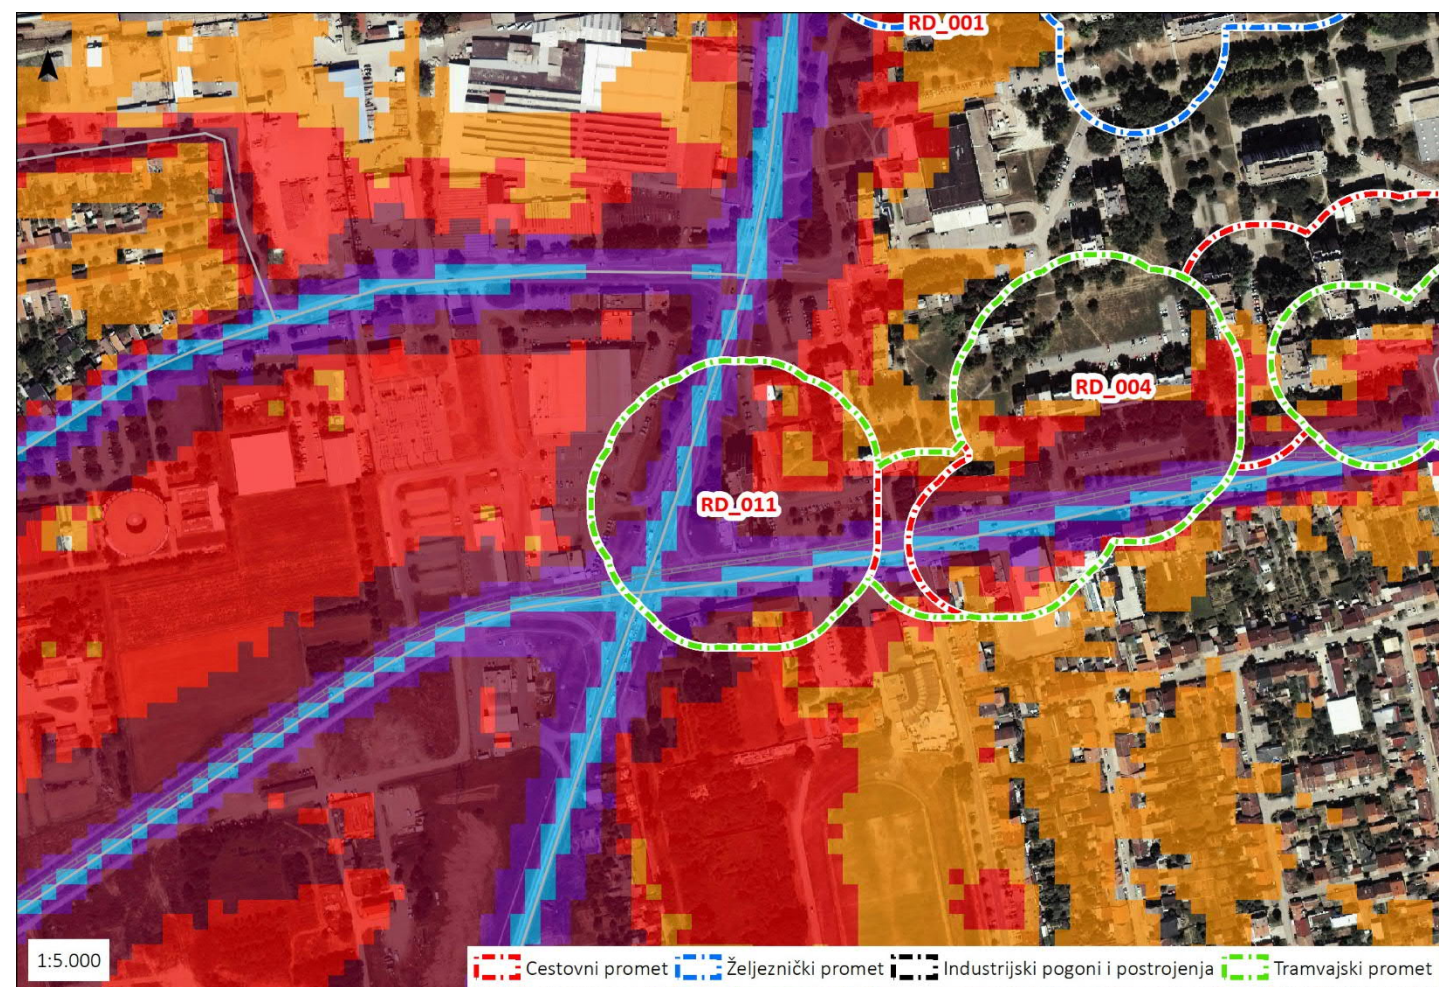 RD_001
RD_004
RD_011
1:5.000
Cestovni promet Željeznički promet Industrijski pogoni i postrojenja Tramvajski promet